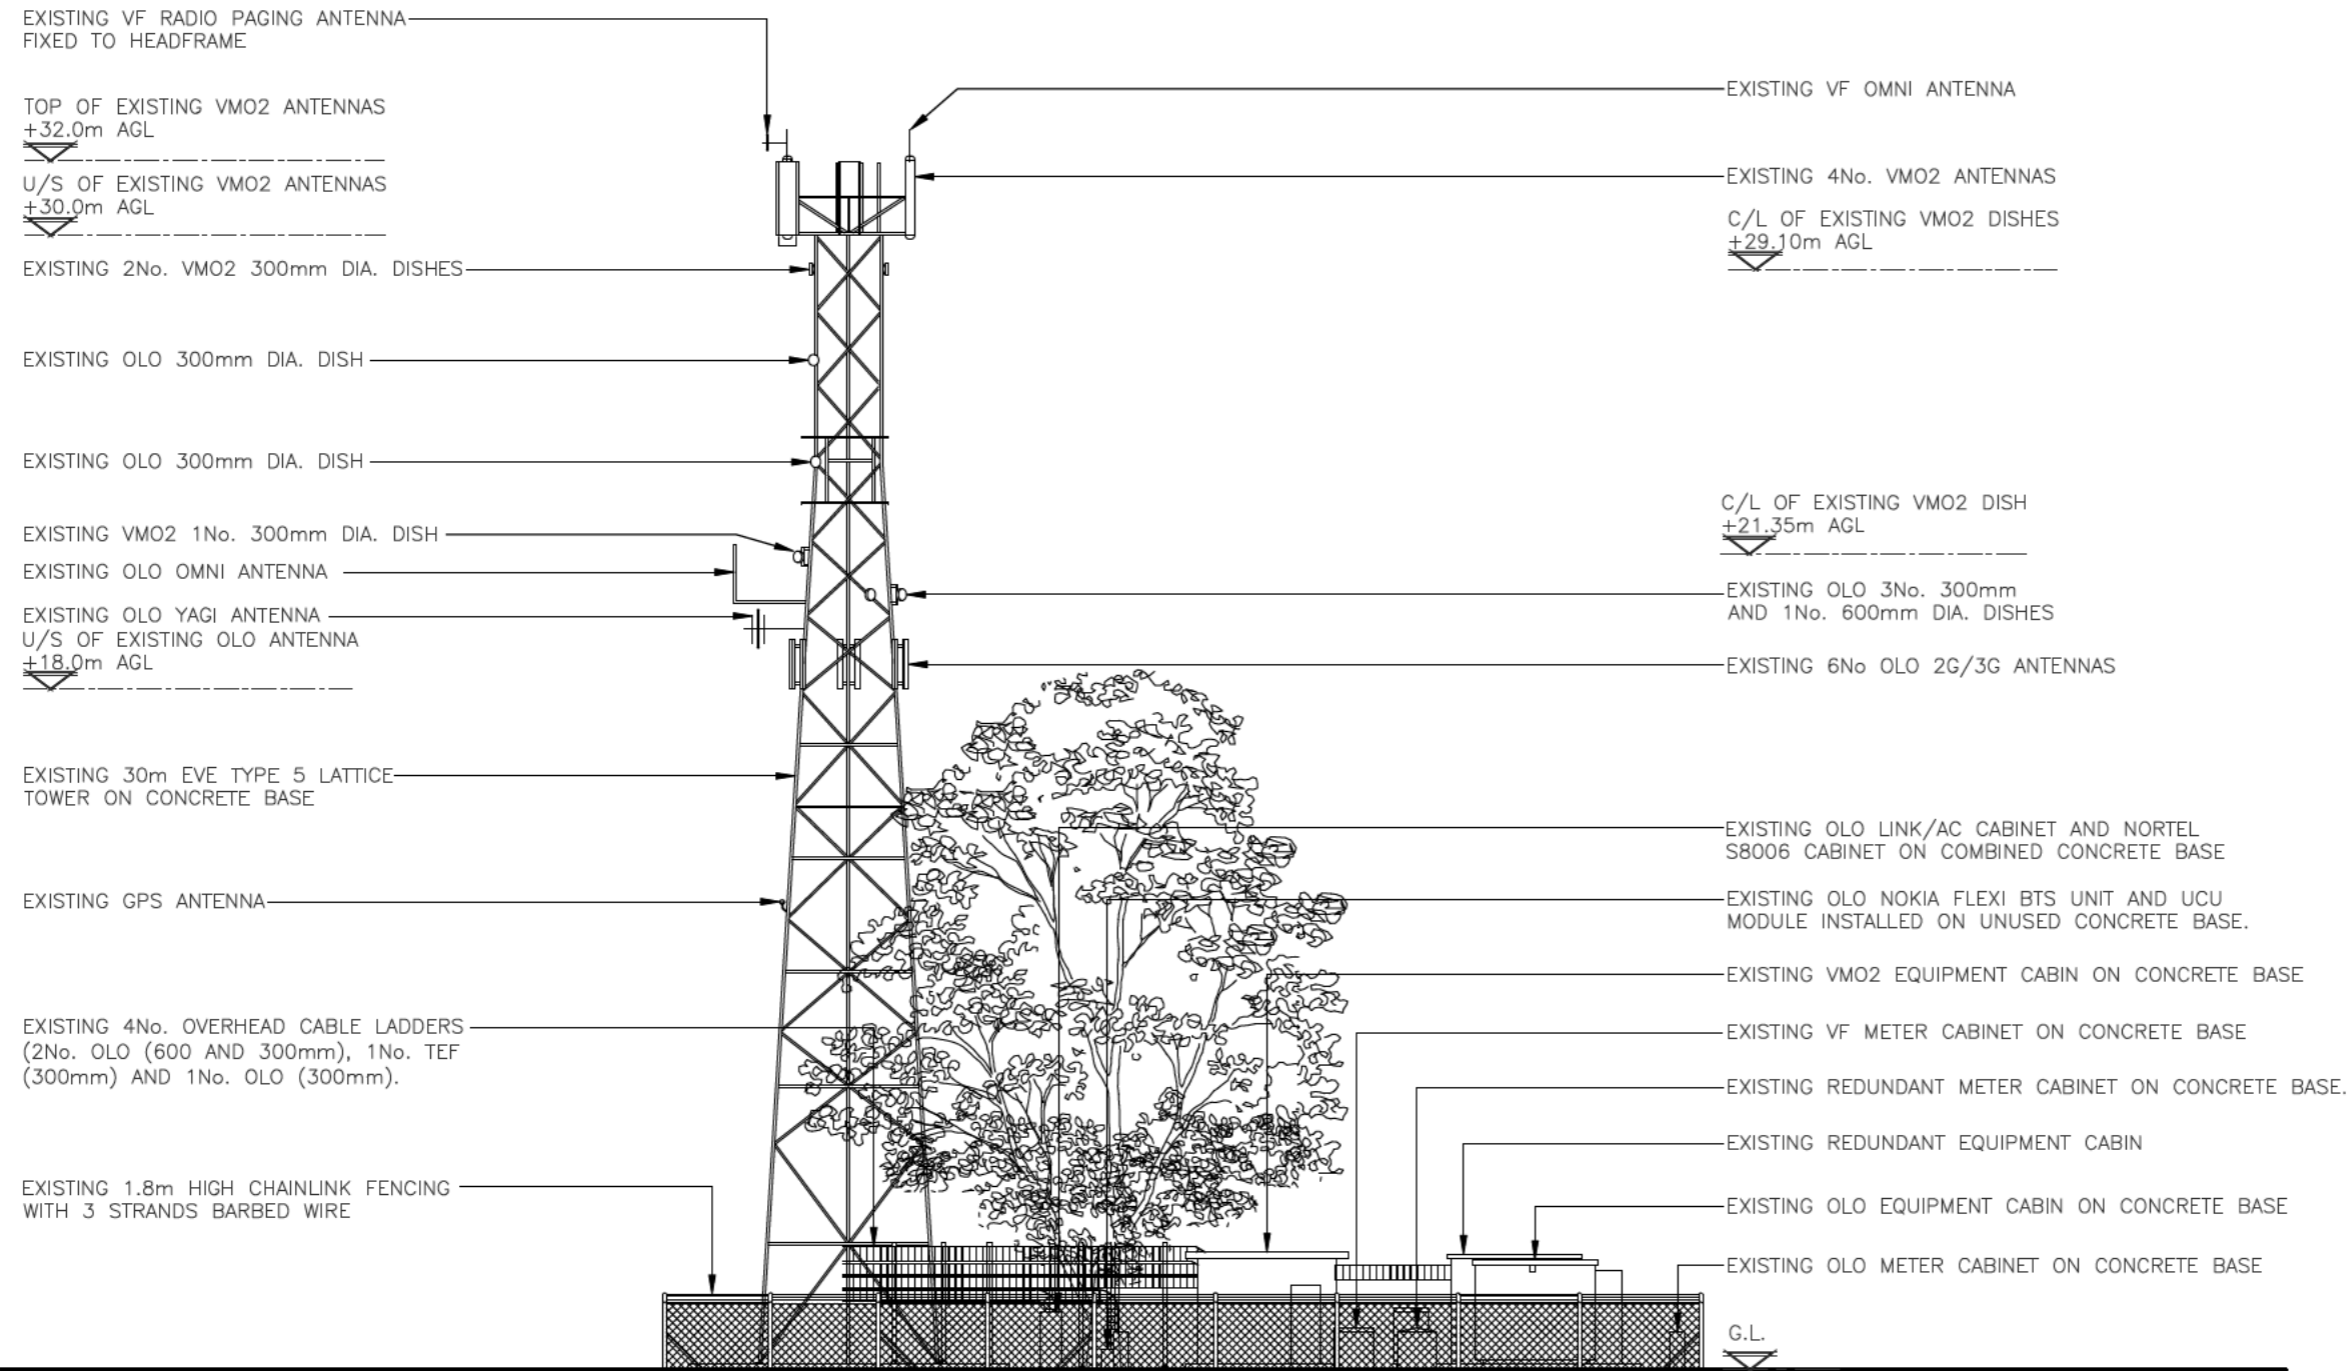 EXISTING VF RADIO PAGING ANTENNA
FIXED TO HEADFRAME
TOP OF EXISTING VMO2 ANTENNAS
+32.0m AGL
U/S OF EXISTING VMO2 ANTENNAS
+30.0m AGL
EXISTING 2No. VMO2 300mm DIA. DISHES
EXISTING OLO 300mm DIA. DISH
EXISTING OLO 300mm DIA. DISH
EXISTING VMO2 1No. 300mm DIA. DISH
EXISTING OLO OMNI ANTENNA
EXISTING OLO YAGI ANTENNA
U/S OF EXISTING OLO ANTENNA
+18.0m AGL
EXISTING 30m EVE TYPE 5 LATTICE
TOWER ON CONCRETE BASE
EXISTING GPS ANTENNA
EXISTING 4No. OVERHEAD CABLE LADDERS
(2No. OLO (600 AND 300mm), 1No. TEF
(300mm) AND 1No. OLO (300mm).
EXISTING 1.8m HIGH CHAINLINK FENCING
WITH 3 STRANDS BARBED WIRE
EXISTING VF OMNI ANTENNA
EXISTING 4No. VMO2 ANTENNAS
C/L OF EXISTING VMO2 DISHES
+29.10m AGL
C/L OF EXISTING VMO2 DISH
+21.35m AGL
EXISTING OLO 3No. 300mm
AND 1No. 600mm DIA. DISHES
EXISTING 6No OLO 2G/3G ANTENNAS
EXISTING OLO LINK/AC CABINET AND NORTEL
S8006 CABINET ON COMBINED CONCRETE BASE
EXISTING OLO NOKIA FLEXI BTS UNIT AND UCU
MODULE INSTALLED ON UNUSED CONCRETE BASE.
EXISTING VMO2 EQUIPMENT CABIN ON CONCRETE BASE
EXISTING VF METER CABINET ON CONCRETE BASE
EXISTING REDUNDANT METER CABINET ON CONCRETE BASE.
EXISTING REDUNDANT EQUIPMENT CABIN
EXISTING OLO EQUIPMENT CABIN ON CONCRETE BASE
EXISTING OLO METER CABINET ON CONCRETE BASE
G.L.